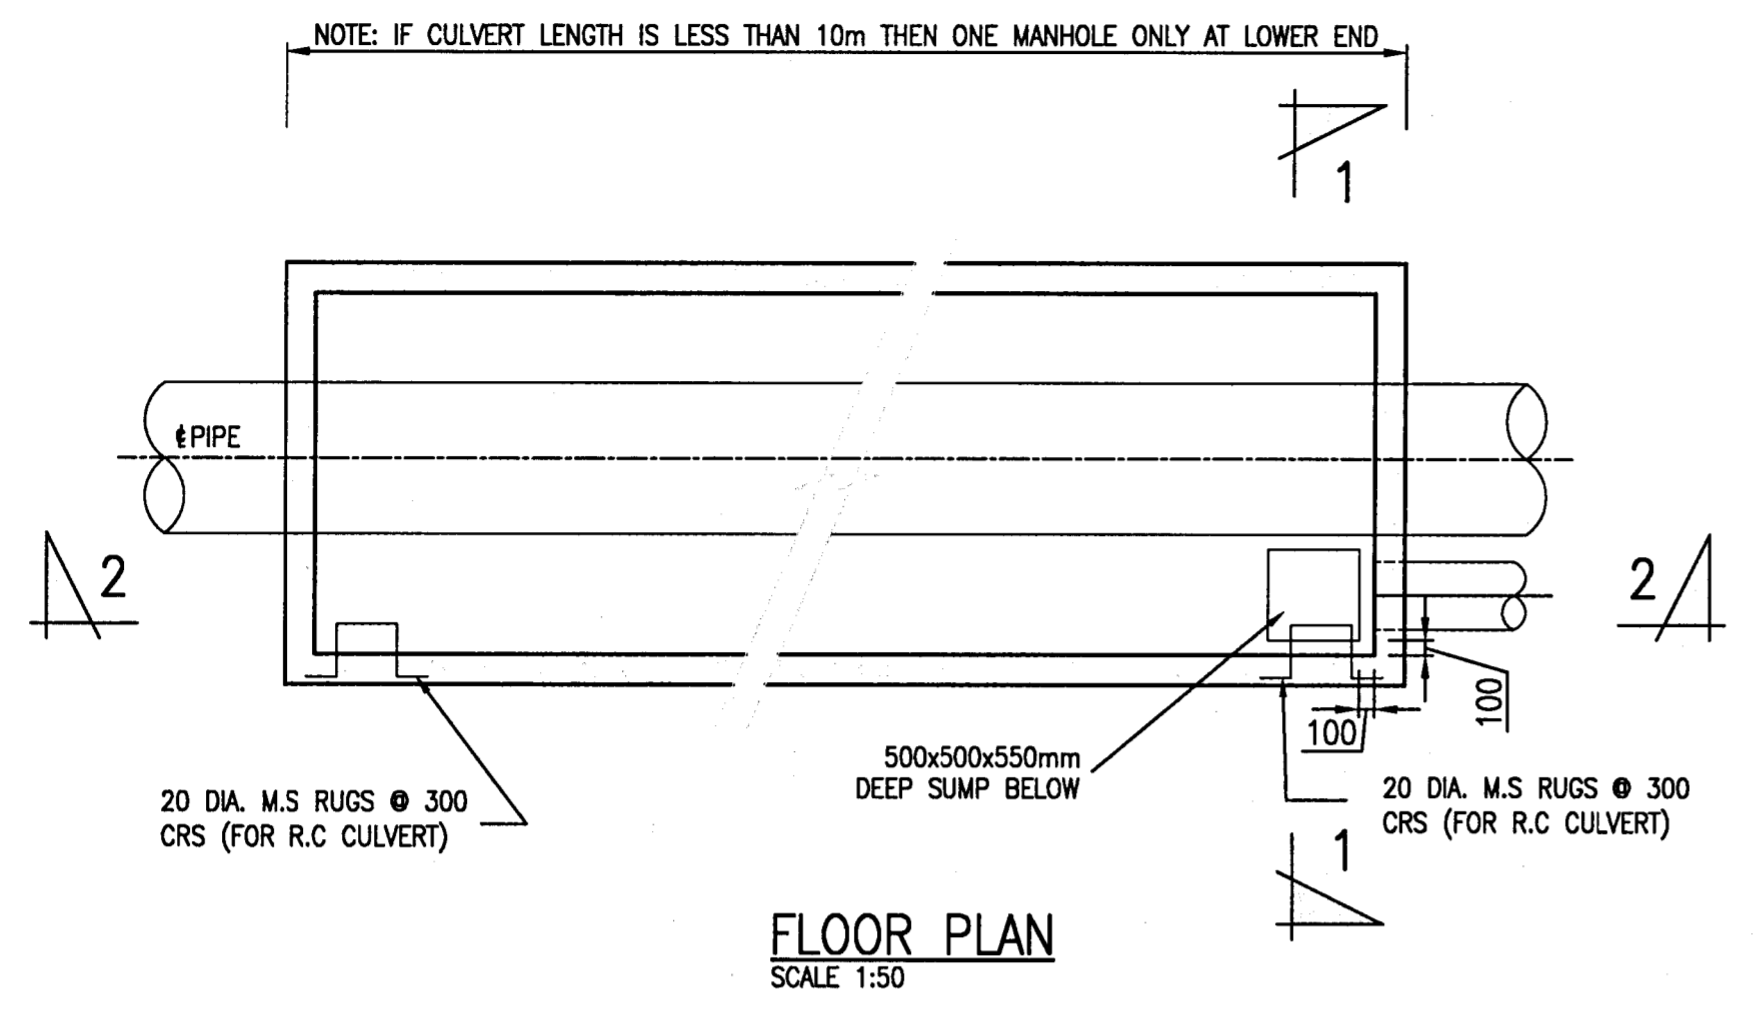 NOTE: IF CULVERT LENGTH IS LESS THAN 10m THEN ONE MANHOLE ONLY AT LOWER END
1
℄ PIPE
2
2
100
100
500x500x550mm
DEEP SUMP BELOW
20 DIA. M.S RUGS @ 300
CRS (FOR R.C CULVERT)
20 DIA. M.S RUGS @ 300
CRS (FOR R.C CULVERT)
1
FLOOR PLAN
SCALE 1:50